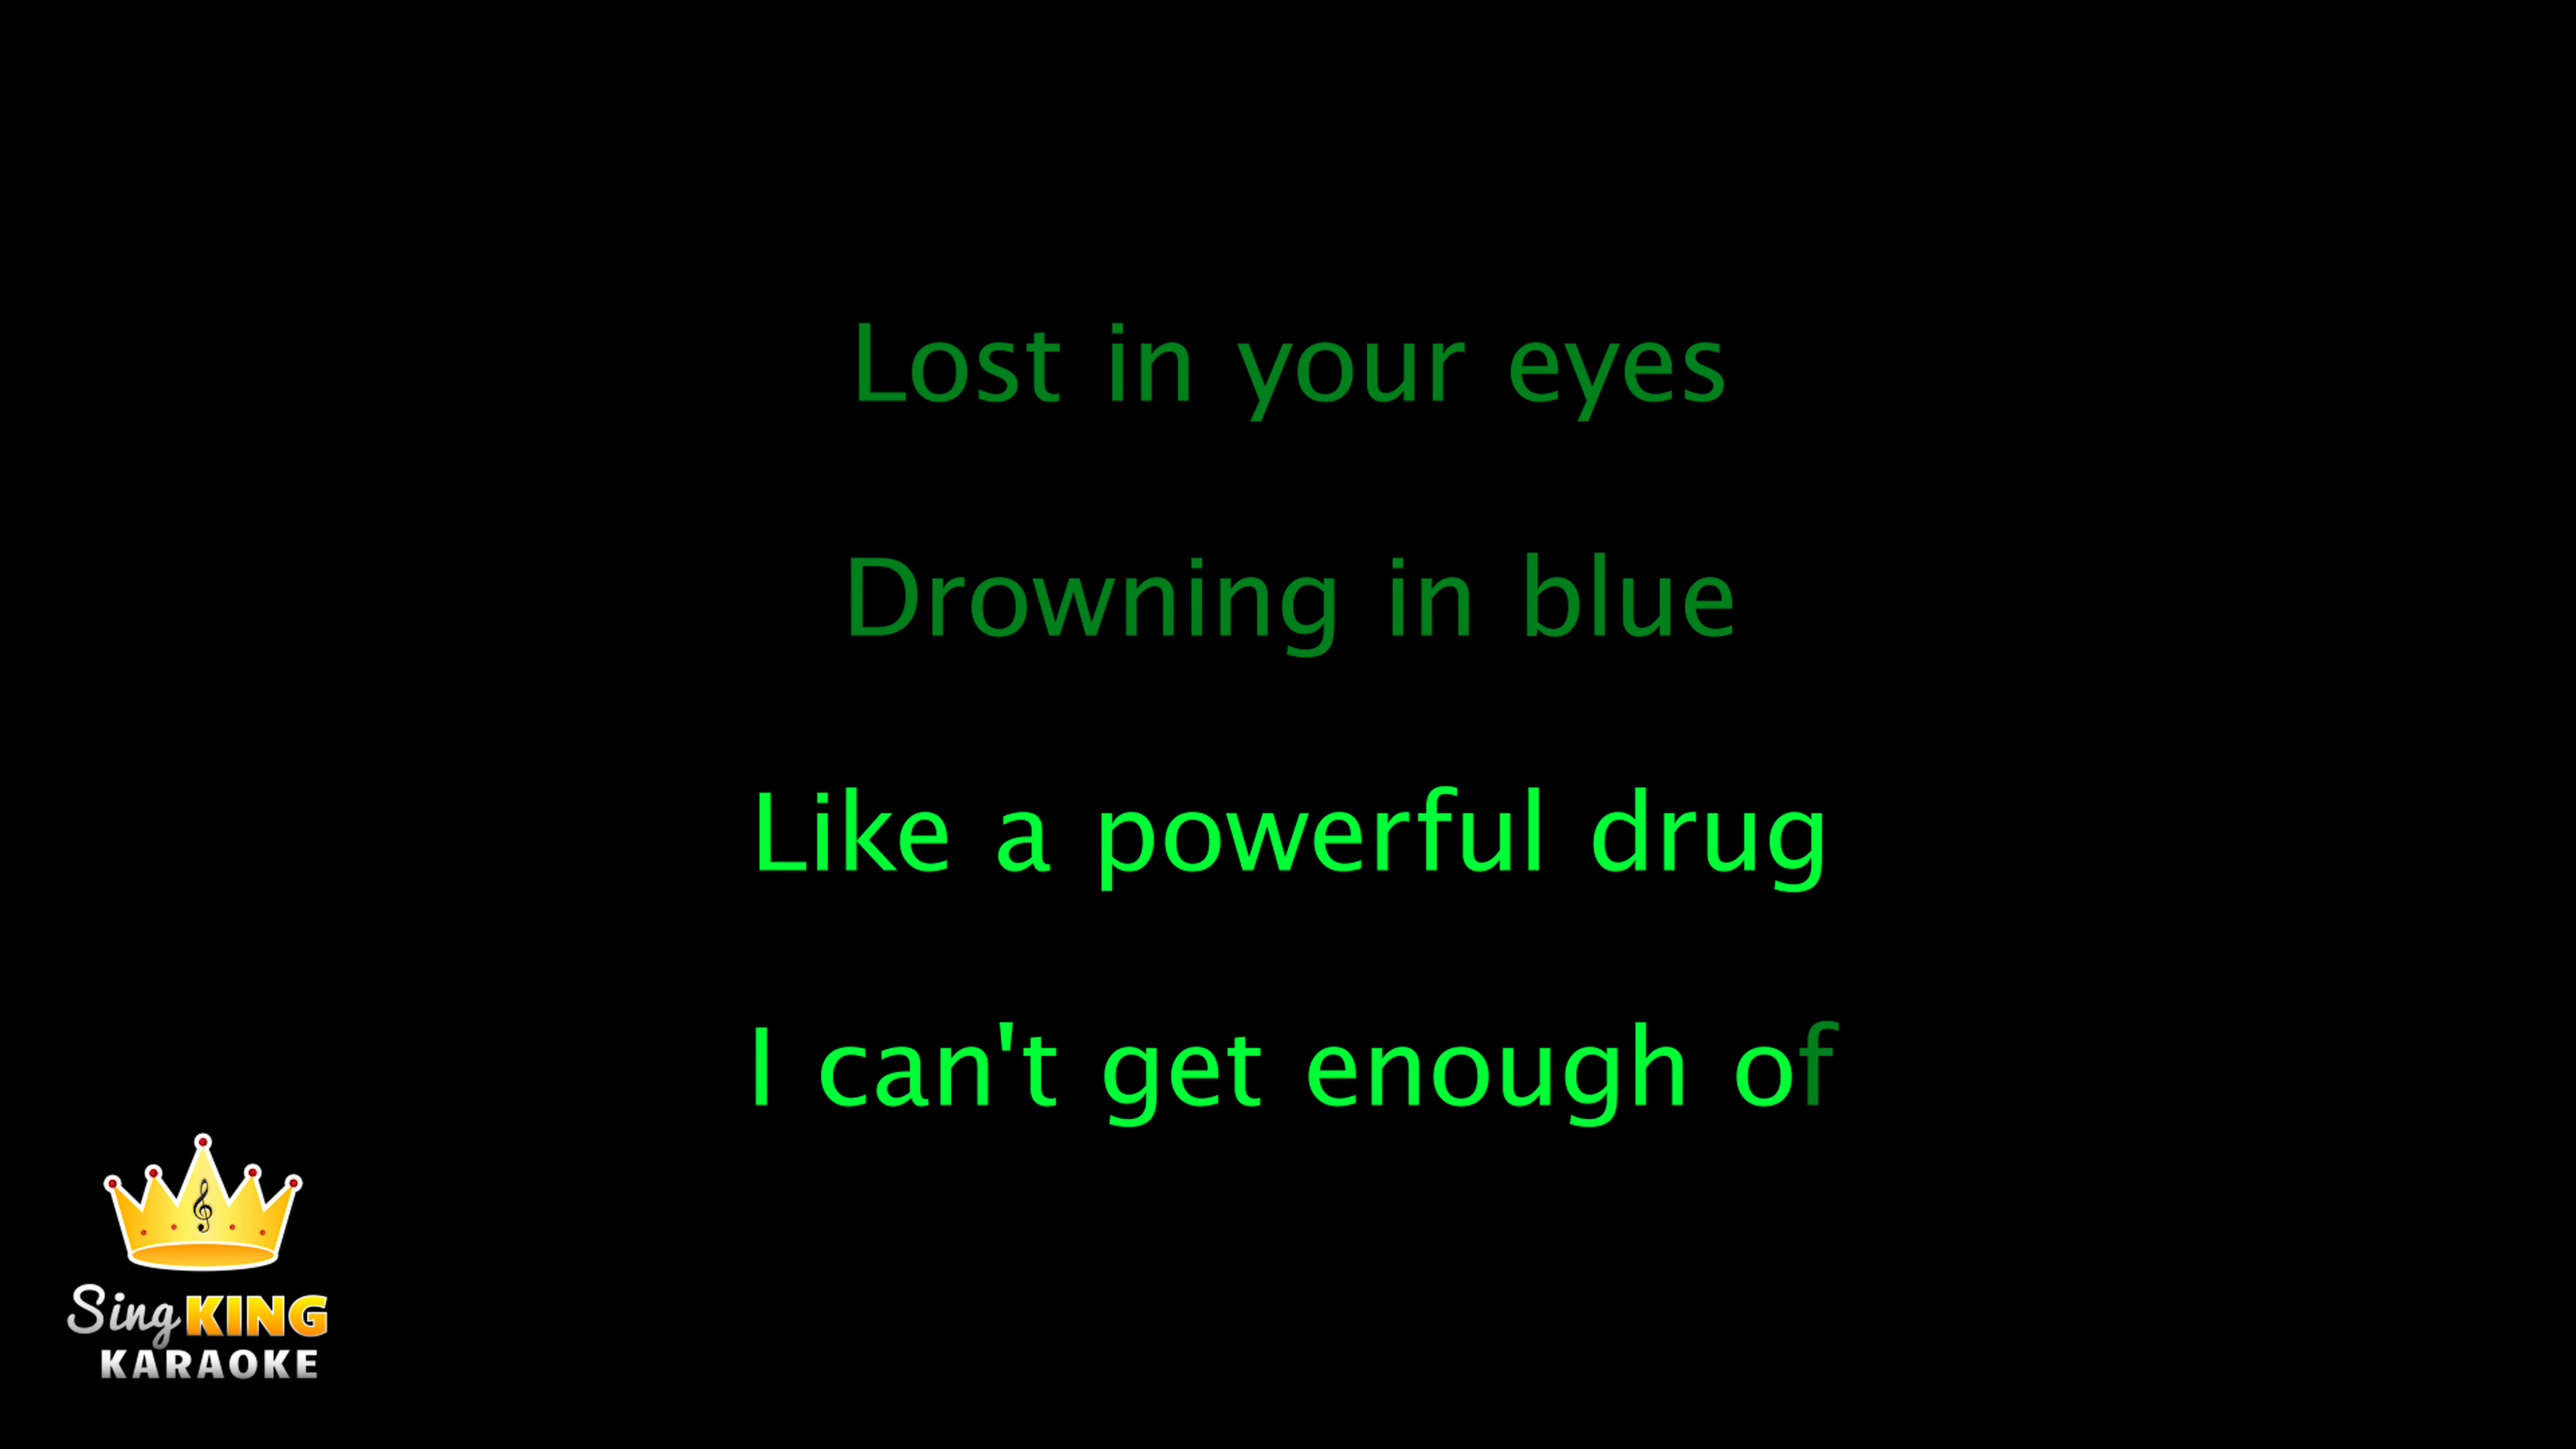 Lost in your eyes
Drowning in blue
Like a powerful drug
I can't get enough of
Sing KING
KARAOKE